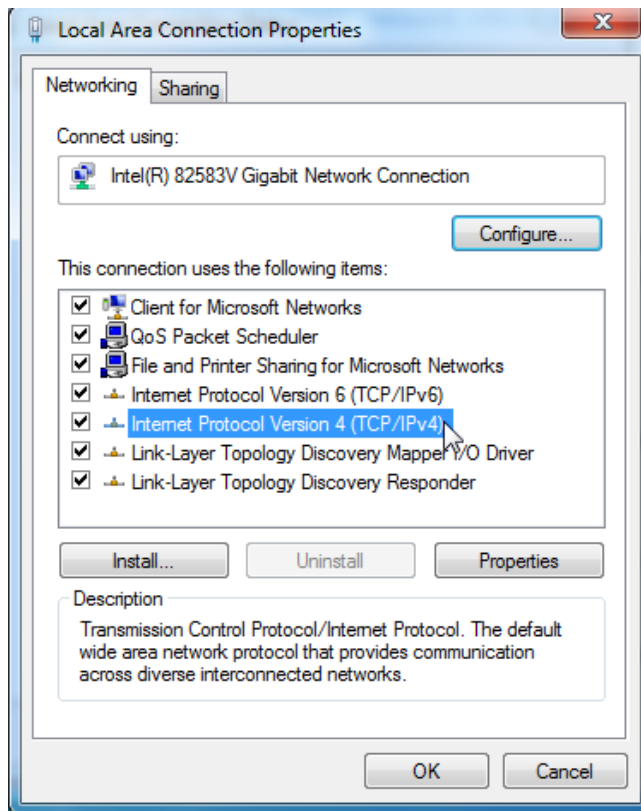 Local Area Connection Properties
Networking
Sharing
Connect using:
Intel(R) 82583V Gigabit Network Connection
Configure...
This connection uses the following items:
Client for Microsoft Networks
QoS Packet Scheduler
File and Printer Sharing for Microsoft Networks
Internet Protocol Version 6 (TCP/IPv6)
Internet Protocol Version 4 (TCP/IPv4)
Link-Layer Topology Discovery Mapper I/O Driver
Link-Layer Topology Discovery Responder
Install...
Uninstall
Properties
Description
Transmission Control Protocol/Internet Protocol. The default
wide area network protocol that provides communication
across diverse interconnected networks.
OK
Cancel